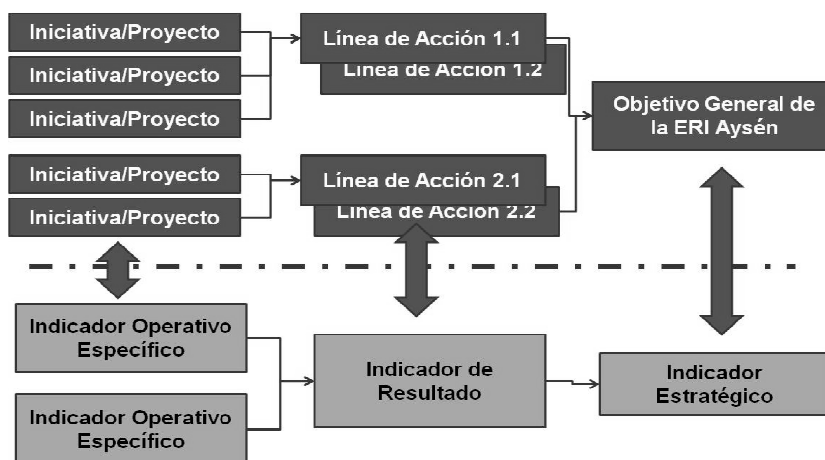 Iniciativa/Proyecto
Iniciativa/Proyecto
Iniciativa/Proyecto
Línea de Acción 1.1
Línea de Acción 1.2
Objetivo General de
la ERI Aysén
Iniciativa/Proyecto
Iniciativa/Proyecto
Línea de Acción 2.1
Línea de Acción 2.2
Indicador Operativo
Específico
Indicador Operativo
Específico
Indicador de
Resultado
Indicador
Estratégico